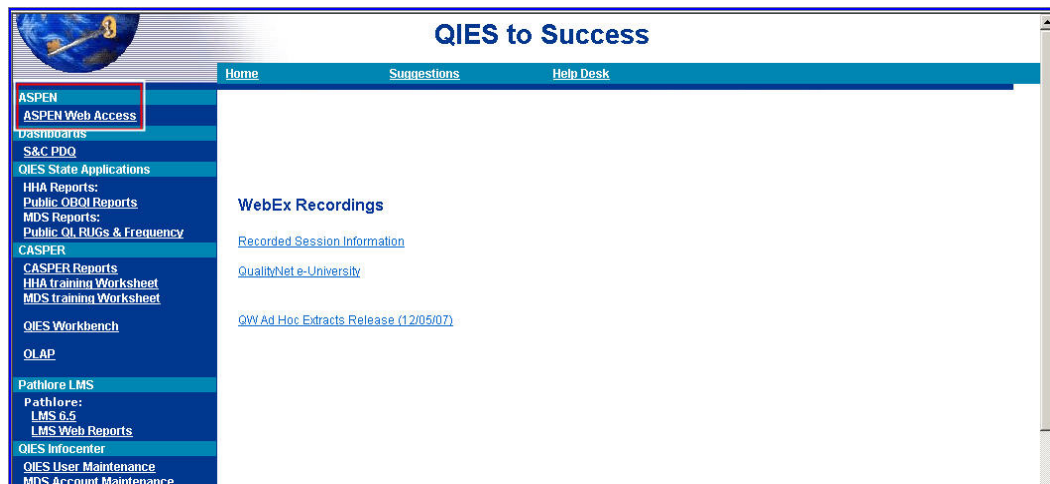 QIES to Success
Home Suggestions Help Desk
ASPEN
ASPEN Web Access
Dashboards
S&C PDQ
QIES State Applications
HHA Reports:
Public OBQI Reports
MDS Reports:
Public QI, RUGs & Frequency
CASPER
CASPER Reports
HHA training Worksheet
MDS training Worksheet
QIES Workbench
OLAP
Pathlore LMS
Pathlore:
LMS 6.5
LMS Web Reports
QIES Infocenter
QIES User Maintenance
MDS Account Maintenance
WebEx Recordings
Recorded Session Information
QualityNet e-University
QW Ad Hoc Extracts Release (12/05/07)